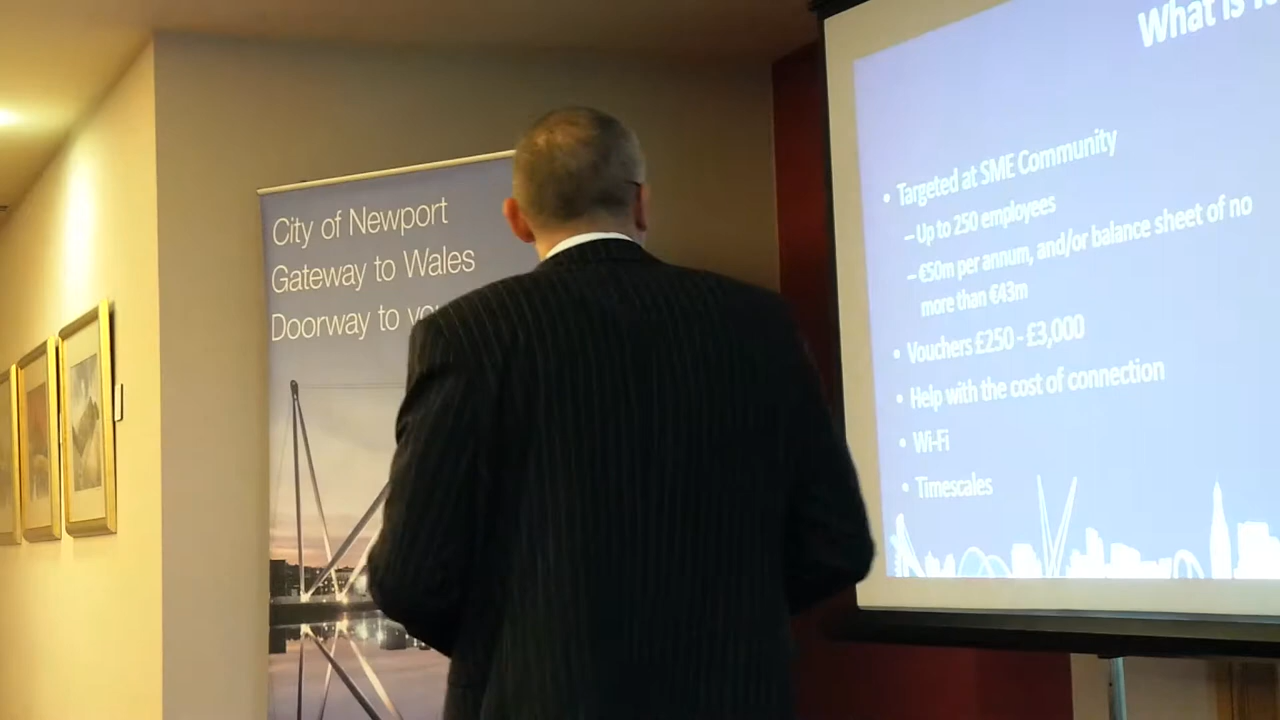 City of Newport
Gateway to Wales
Doorway to
What is
• Targeted at SME Community
– Up to 250 employees
– €50m per annum, and/or balance sheet of no
more than €43m
• Vouchers £250 - £3,000
• Help with the cost of connection
• Wi-Fi
• Timescales